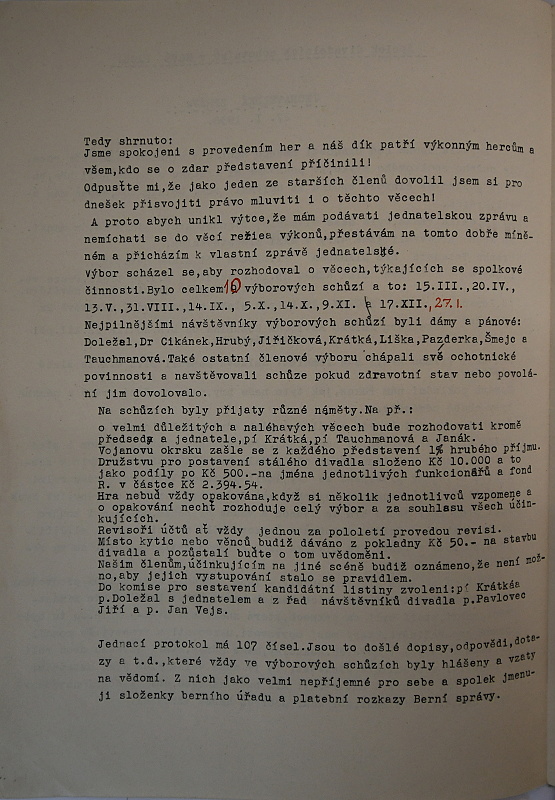 Tedy shrnuto:
Jsme spokojeni s provedením her a náš dík patří výkonným hercům a
všem,kdo se o zdar představení přičinili!
Odpusťte mi,že jako jeden ze starších členů dovolil jsem si pro
dnešek přisvojiti právo mluviti i o těchto věcech!
A proto abych unikl výtce,že mám podávati jednatelskou zprávu a
nemíchati se do věcí režiea výkonů,přestávám na tomto dobře míně-
ném a přicházím k vlastní zprávě jednatelské.
Výbor scházel se,aby rozhodoval o věcech,týkajících se spolkové
činnosti.Bylo celkem 10 výborových schůzí a to: 15.III.,20.IV.,
13.V.,31.VIII.,14.IX., 5.X.,14.X.,9.XI. a 17.XII.,27.I.
Nejpilnějšími návštěvníky výborových schůzí byli dámy a pánové:
Doležal,Dr Cikánek,Hrubý,Jiřičková,Krátká,Liška,Pazderka,Šmejc a
Tauchmanová.Také ostatní členové výboru chápali své ochotnické
povinnosti a navštěvovali schůze pokud zdravotní stav nebo povolá-
ní jim dovolovalo.
Na schůzích byly přijaty různé náměty.Na př.:
o velmi důležitých a naléhavých věcech bude rozhodovati kromě
předseda a jednatele,pí Krátká,pí Tauchmanová a Janák.
Vojanovu okrsku zašle se z každého představení 1% hrubého příjmu.
Družstvu pro postavení stálého divadla složeno Kč 10.000 a to
jako podíly po Kč 500.-na jména jednotlivých funkcionářů a fond
R. v částce Kč 2.394.54.
Hra nebuď vždy opakována,když si několik jednotlivců vzpomene a
o opakování nechť rozhoduje celý výbor a za souhlasu všech účin-
kujících.
Revisoři účtů ať vždy  jednou za pololetí provedou revisi.
Místo kytic nebo věnců budiž dáváno z pokladny Kč 50.- na stavbu
divadla a pozůstalí buďte o tom uvědoměni.
Našim členům,účinkujícím na jiné scéně budiž oznámeno,že není mož-
no,aby jejich vystupování stalo se pravidlem.
Do komise pro sestavení kandidátní listiny zvoleni:pí Krátká
p.Doležal s jednatelem a z řad  návštěvníků divadla p.Pavlovec
Jiří a p. Jan Vejs.
Jednací protokol má 107 čísel.Jsou to došlé dopisy,odpovědi,dota-
zy a t.d.,které vždy ve výborových schůzích byly hlášeny a vzaty
na vědomí. Z nich jako velmi nepříjemné pro sebe a spolek jmenu-
ji složenky berního úřadu a platební rozkazy Berní správy.